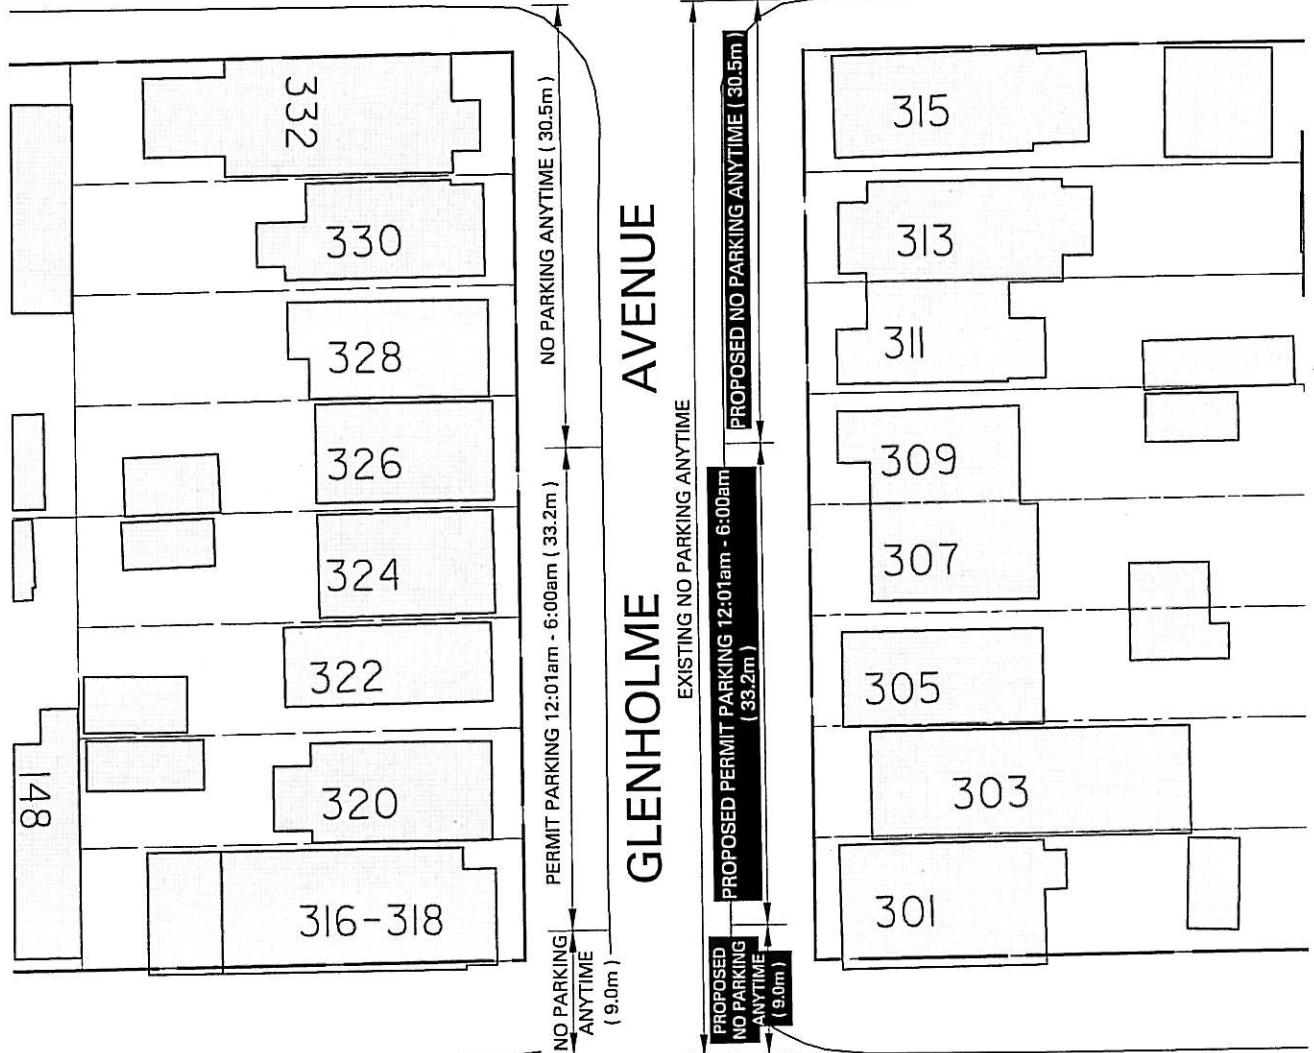 332
330
328
326
324
322
320
316-318
148
NO PARKING ANYTIME ( 30.5m )
PERMIT PARKING 12:01am - 6:00am ( 33.2m )
NO PARKING
ANYTIME
( 9.0m )
GLENHOLME AVENUE
EXISTING NO PARKING ANYTIME
PROPOSED NO PARKING ANYTIME ( 30.5m )
PROPOSED PERMIT PARKING 12:01am - 6:00am
( 33.2m )
PROPOSED
NO PARKING
ANYTIME
( 9.0m )
315
313
311
309
307
305
303
301